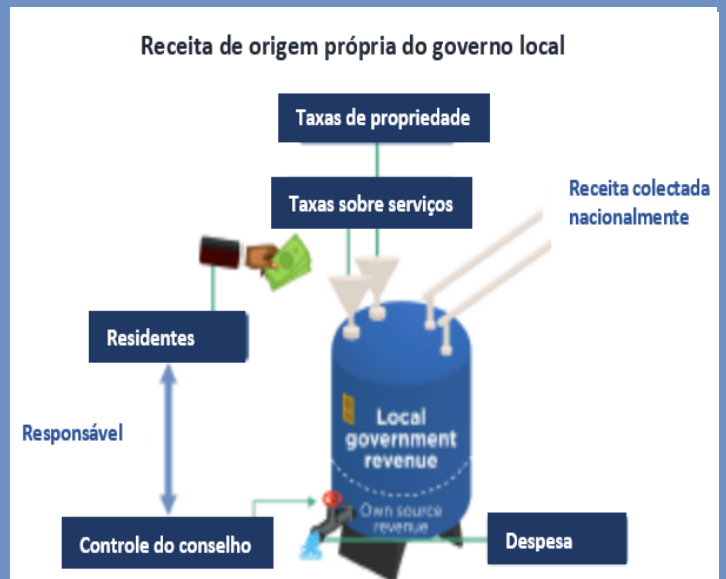 Receita de origem própria do governo local
Taxas de propriedade
Taxas sobre serviços
Receita colectada
nacionalmente
Residentes
Responsável
Local
government
revenue
Own source
revenue
Controle do conselho
Despesa